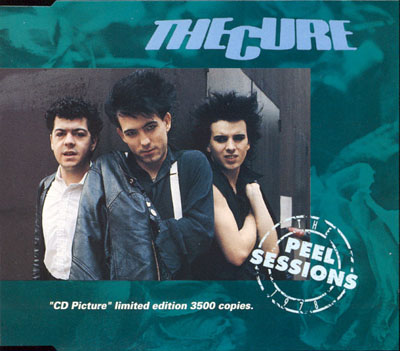 THE CURE
THE
PEEL
SESSIONS
"CD Picture" limited edition 3500 copies.